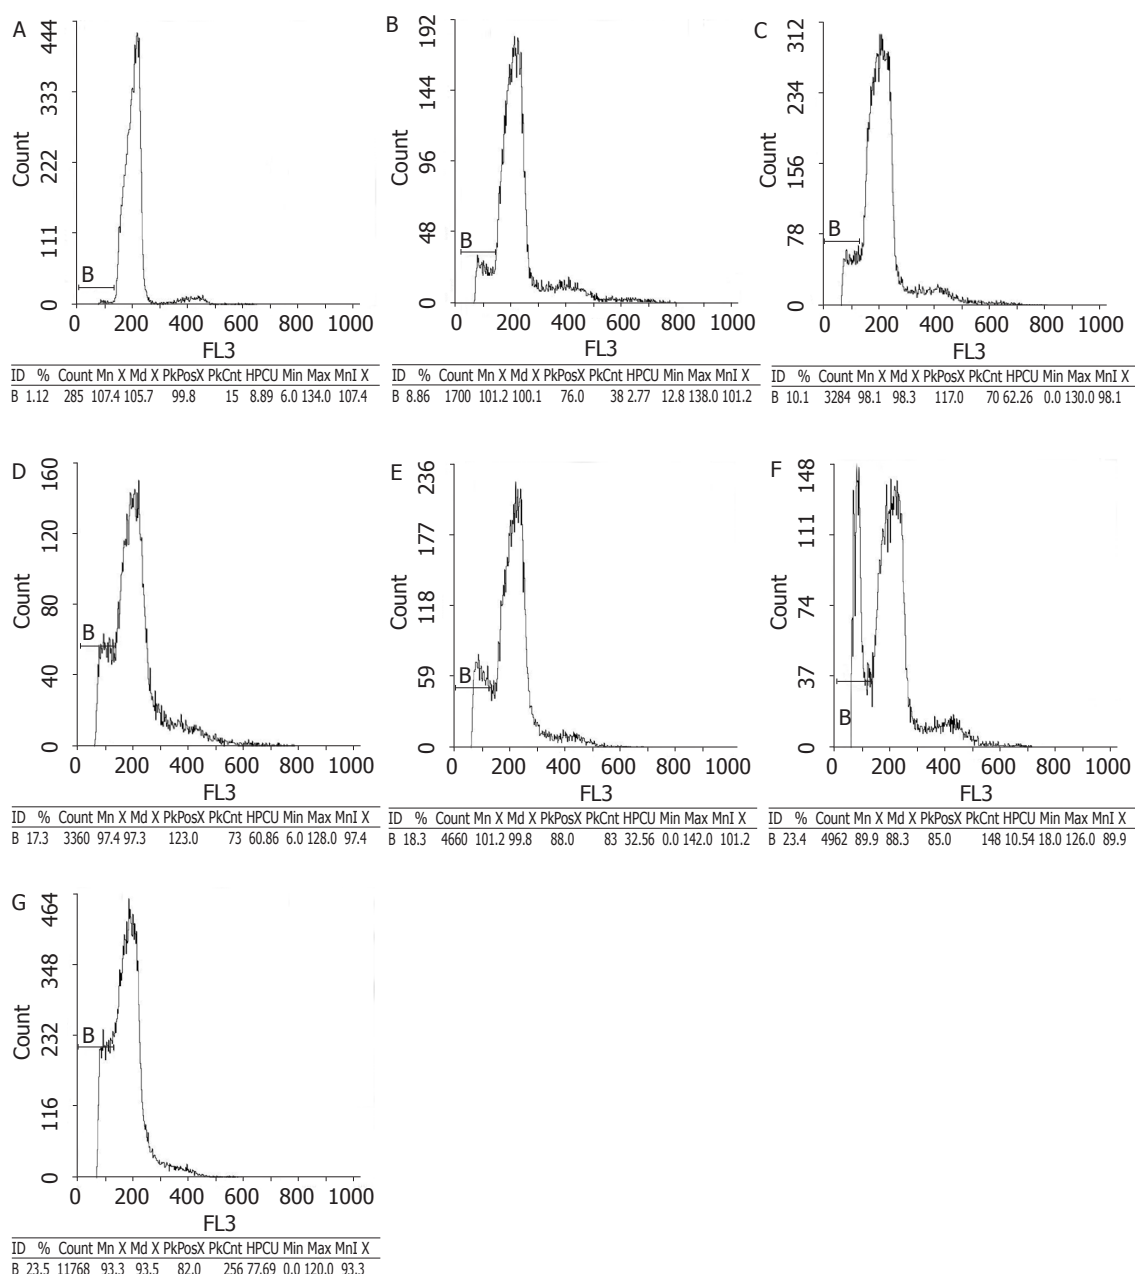 A
444
333
222
111
0
Count
B
0 200 400 600 800 1000
FL3
ID % Count Mn X Md X PkPosX PkCnt HPCU Min Max MnI X
B 1.12 285 107.4 105.7 99.8 15 8.89 6.0 134.0 107.4
B
192
144
96
48
0
Count
B
0 200 400 600 800 1000
FL3
ID % Count Mn X Md X PkPosX PkCnt HPCU Min Max MnI X
B 8.86 1700 101.2 100.1 76.0 38 2.77 12.8 138.0 101.2
C
312
234
156
78
0
Count
B
0 200 400 600 800 1000
FL3
ID % Count Mn X Md X PkPosX PkCnt HPCU Min Max MnI X
B 10.1 3284 98.1 98.3 117.0 70 62.26 0.0 130.0 98.1
D
160
120
80
40
0
Count
B
0 200 400 600 800 1000
FL3
ID % Count Mn X Md X PkPosX PkCnt HPCU Min Max MnI X
B 17.3 3360 97.4 97.3 123.0 73 60.86 6.0 128.0 97.4
E
236
177
118
59
0
Count
B
0 200 400 600 800 1000
FL3
ID % Count Mn X Md X PkPosX PkCnt HPCU Min Max MnI X
B 18.3 4660 101.2 99.8 88.0 83 32.56 0.0 142.0 101.2
F
148
111
74
37
0
Count
B
0 200 400 600 800 1000
FL3
ID % Count Mn X Md X PkPosX PkCnt HPCU Min Max MnI X
B 23.4 4962 89.9 88.3 85.0 148 10.54 18.0 126.0 89.9
G
464
348
232
116
0
Count
B
0 200 400 600 800 1000
FL3
ID % Count Mn X Md X PkPosX PkCnt HPCU Min Max MnI X
B 23.5 11768 93.3 93.5 82.0 256 77.69 0.0 120.0 93.3